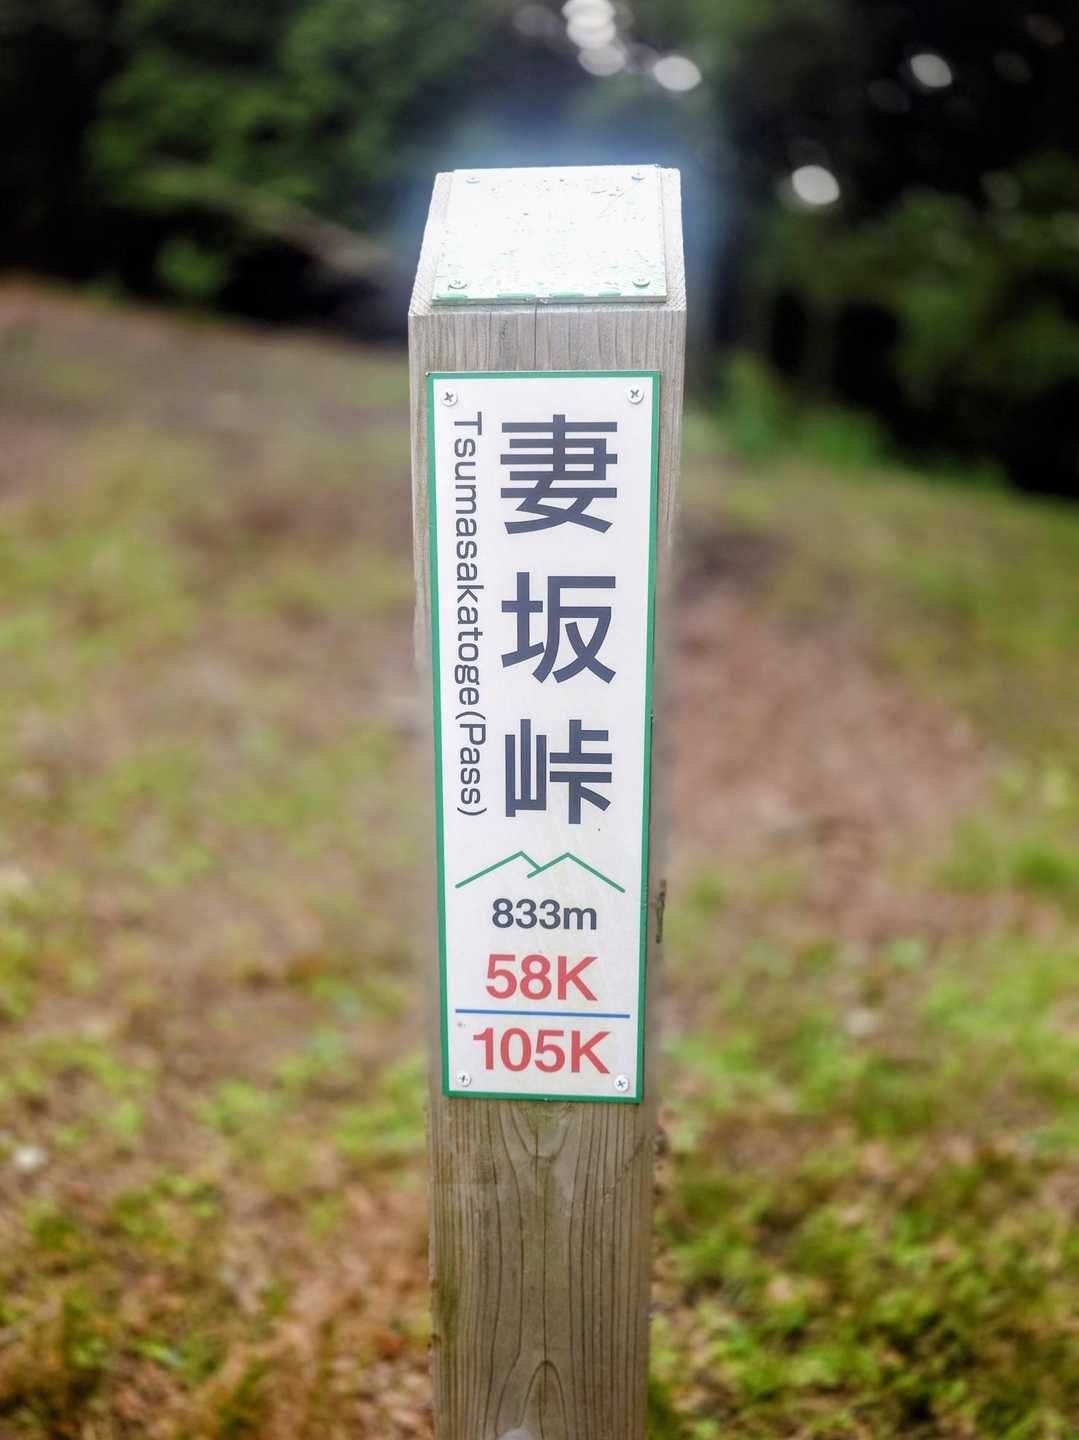 妻坂峠
Tsumasakatoge(Pass)
833m
58K
105K